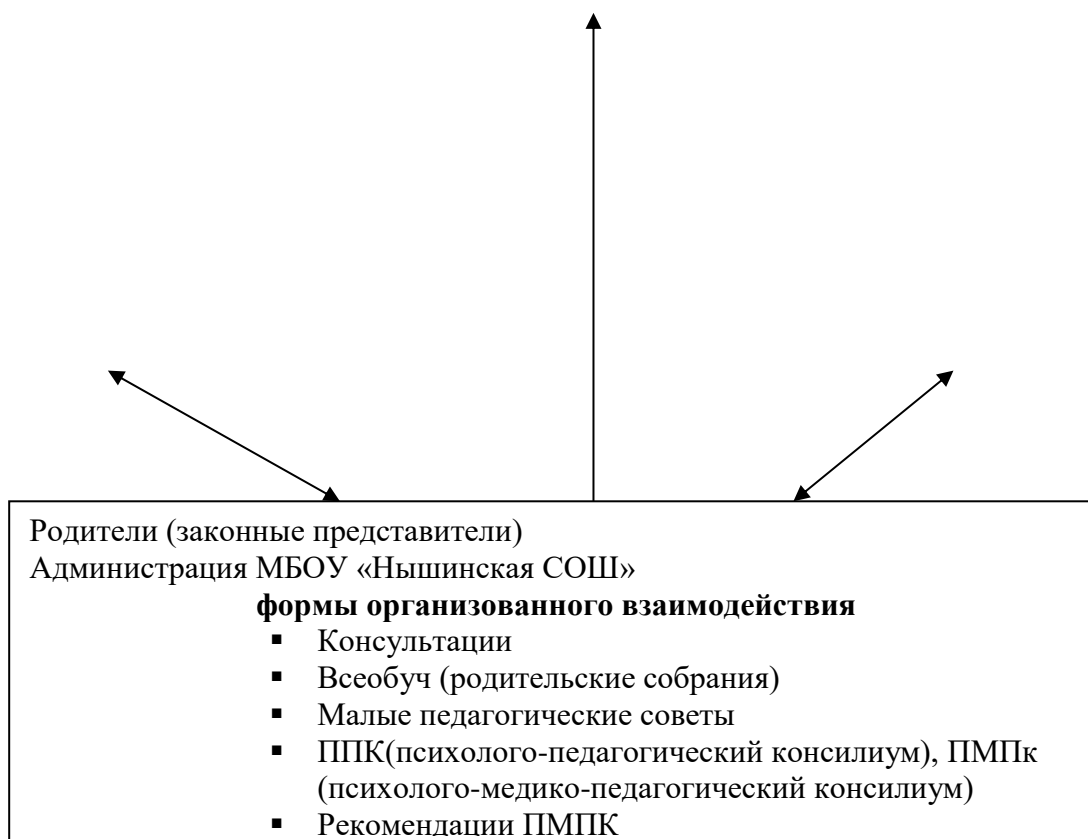 Родители (законные представители)
Администрация МБОУ «Нышинская СОШ»
формы организованного взаимодействия
▪ Консультации
▪ Всеобуч (родительские собрания)
▪ Малые педагогические советы
▪ ППК(психолого-педагогический консилиум), ПМПк
(психолого-медико-педагогический консилиум)
▪ Рекомендации ПМПК